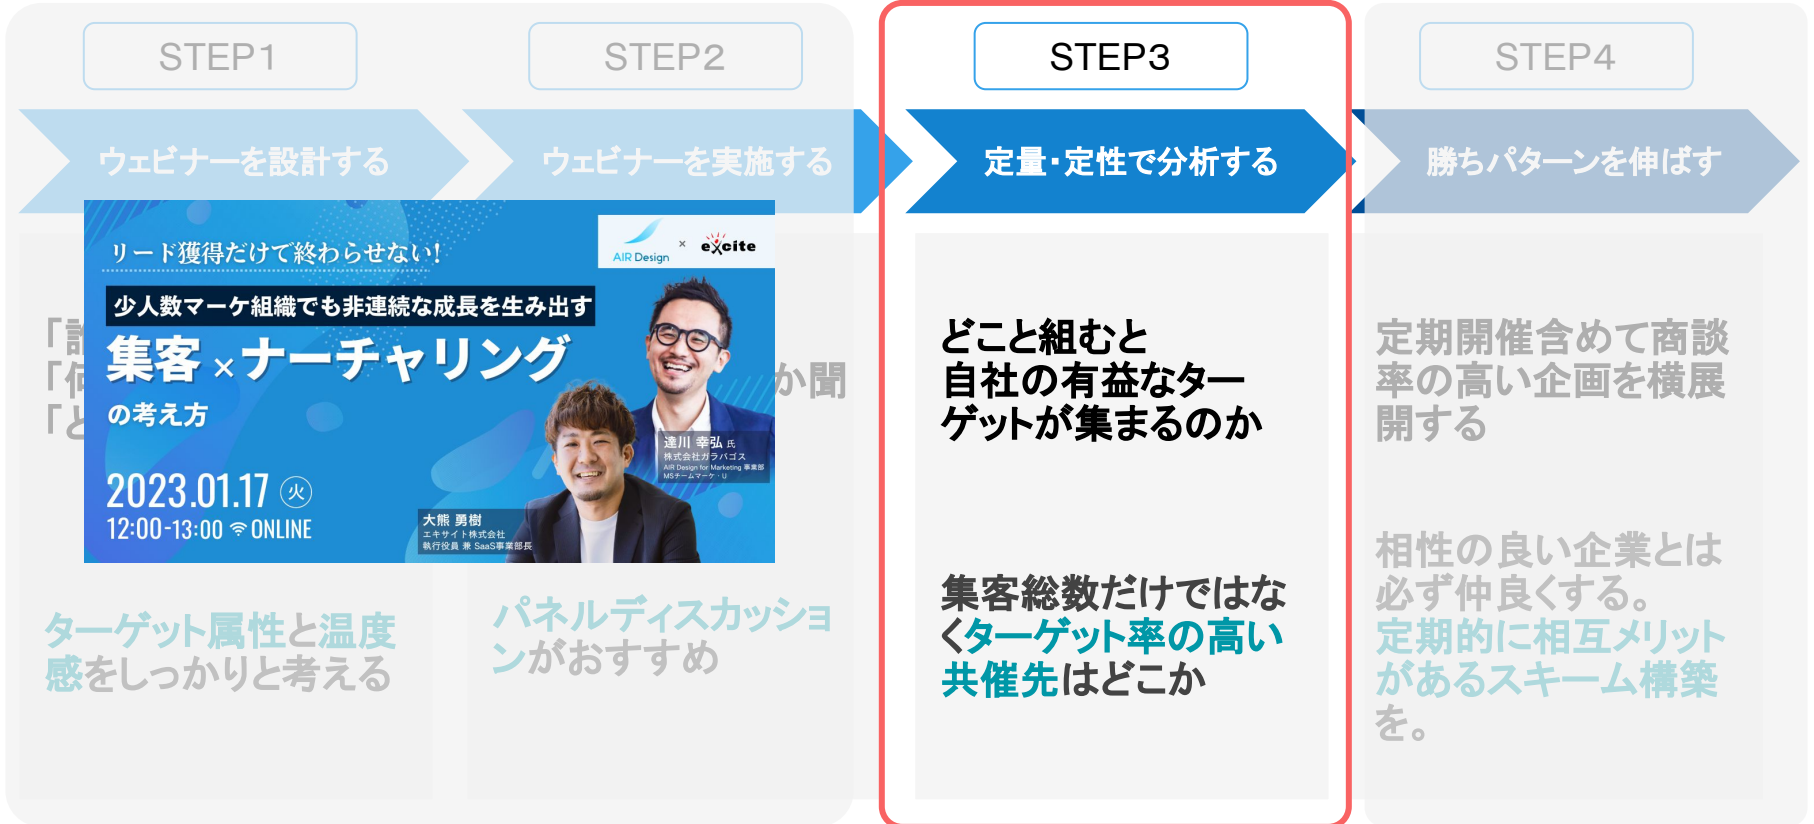 STEP1
ウェビナーを設計する
「
「
「
ターゲット属性と温度
感をしっかりと考える
STEP2
ウェビナーを実施する
か聞
パネルディスカッショ
ンがおすすめ
リード獲得だけで終わらせない!
AIR Design × excite
少人数マーケ組織でも非連続な成長を生み出す
集客×ナーチャリング
の考え方
2023.01.17 火
12:00-13:00 ONLINE
達川 幸弘 氏
株式会社ガラパゴス
AIR Design for Marketing 事業部
MSチームマーケ・U
大熊 勇樹
エキサイト株式会社
執行役員 兼 SaaS事業部長
STEP3
定量・定性で分析する
どこと組むと
自社の有益なター
ゲットが集まるのか
集客総数だけではな
くターゲット率の高い
共催先はどこか
STEP4
勝ちパターンを伸ばす
定期開催含めて商談
率の高い企画を横展
開する
相性の良い企業とは
必ず仲良くする。
定期的に相互メリット
があるスキーム構築
を。